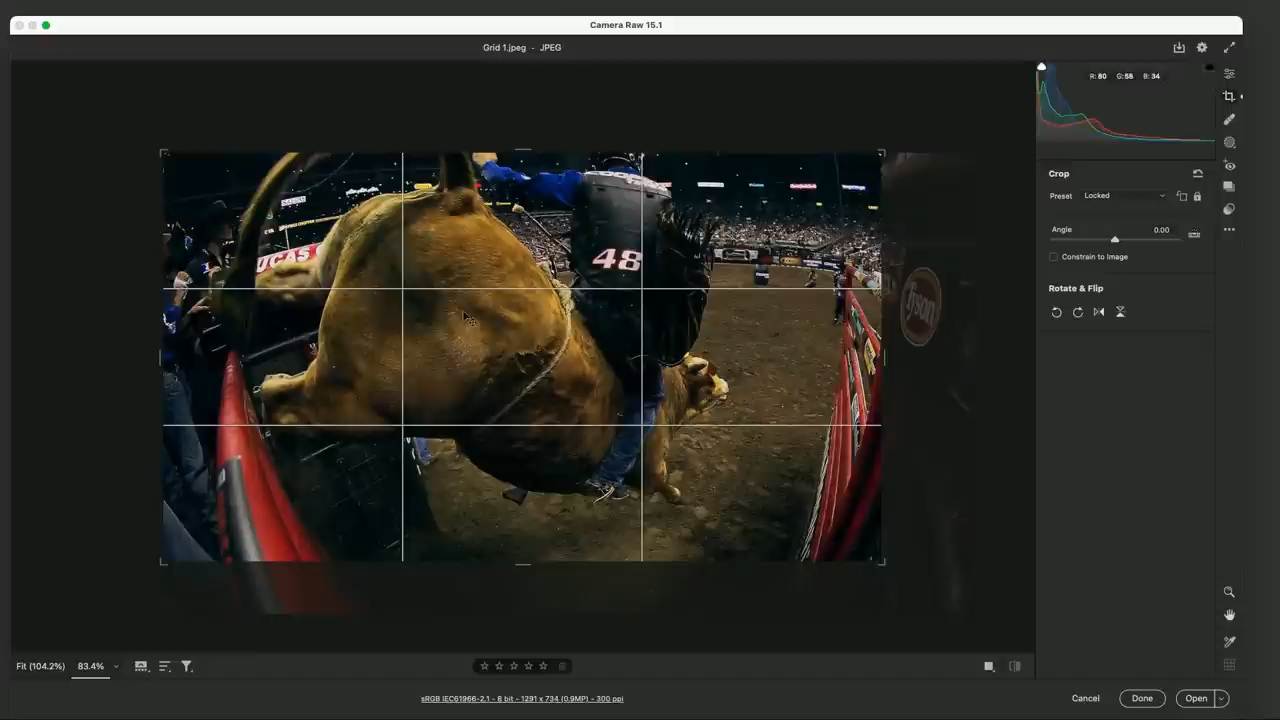 Camera Raw 15.1
Grid 1.jpeg - JPEG
R: 80 G: 58 B: 34
Crop
Preset Locked
Angle 0.00
Constrain to Image
Rotate & Flip
48
LUCAS
tyson
Fit (104.2%) 83.4%
sRGB IEC61966-2.1 - 8 bit - 1291 x 734 (0.9MP) - 300 ppi
Cancel Done Open